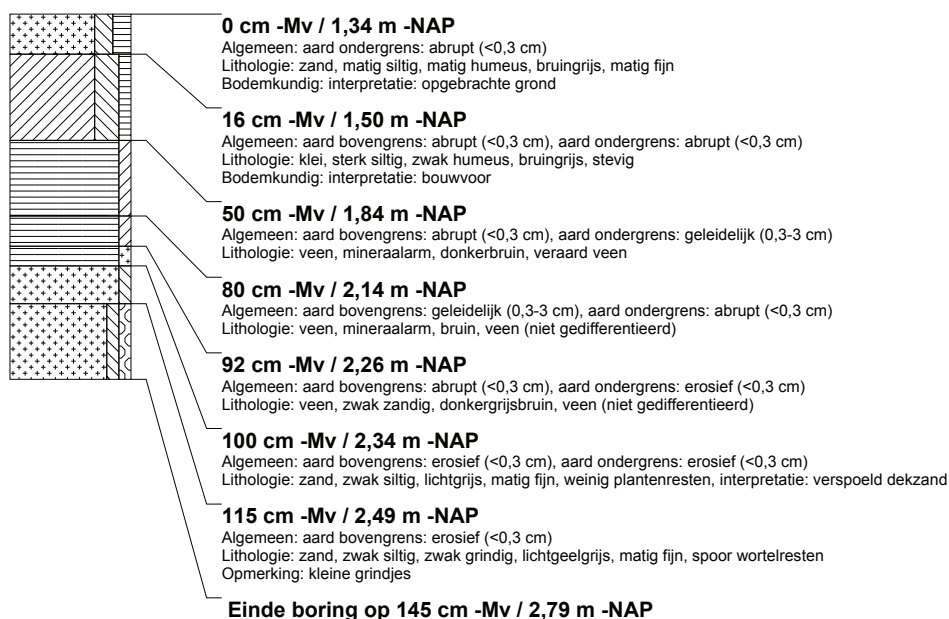 0 cm -Mv / 1,34 m -NAP
Algemeen: aard ondergrens: abrupt (<0,3 cm)
Lithologie: zand, matig siltig, matig humeus, bruingrijs, matig fijn
Bodemkundig: interpretatie: opgebrachte grond
16 cm -Mv / 1,50 m -NAP
Algemeen: aard bovengrens: abrupt (<0,3 cm), aard ondergrens: abrupt (<0,3 cm)
Lithologie: klei, sterk siltig, zwak humeus, bruingrijs, stevig
Bodemkundig: interpretatie: bouwvoor
50 cm -Mv / 1,84 m -NAP
Algemeen: aard bovengrens: abrupt (<0,3 cm), aard ondergrens: geleidelijk (0,3-3 cm)
Lithologie: veen, mineraalarm, donkerbruin, veraard veen
80 cm -Mv / 2,14 m -NAP
Algemeen: aard bovengrens: geleidelijk (0,3-3 cm), aard ondergrens: abrupt (<0,3 cm)
Lithologie: veen, mineraalarm, bruin, veen (niet gedifferentieerd)
92 cm -Mv / 2,26 m -NAP
Algemeen: aard bovengrens: abrupt (<0,3 cm), aard ondergrens: erosief (<0,3 cm)
Lithologie: veen, zwak zandig, donkergrijsbruin, veen (niet gedifferentieerd)
100 cm -Mv / 2,34 m -NAP
Algemeen: aard bovengrens: erosief (<0,3 cm), aard ondergrens: erosief (<0,3 cm)
Lithologie: zand, zwak siltig, lichtgrijs, matig fijn, weinig plantenresten, interpretatie: verspoeld dekzand
115 cm -Mv / 2,49 m -NAP
Algemeen: aard bovengrens: erosief (<0,3 cm)
Lithologie: zand, zwak siltig, zwak grindig, lichtgeelgrijs, matig fijn, spoor wortelresten
Opmerking: kleine grindjes
Einde boring op 145 cm -Mv / 2,79 m -NAP